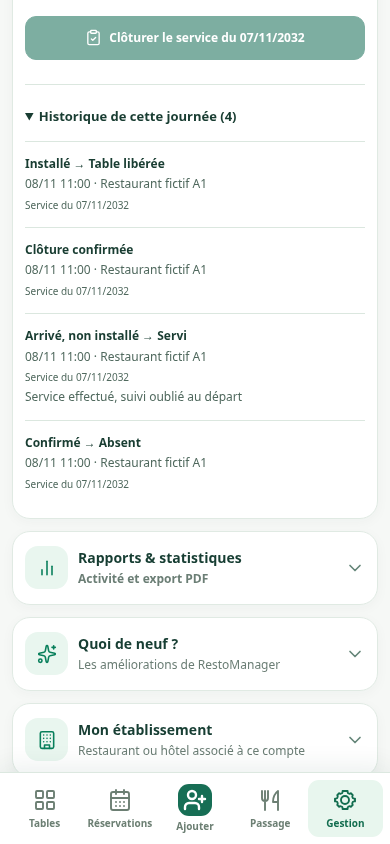 Clôturer le service du 07/11/2032
▼ Historique de cette journée (4)
Installé → Table libérée
08/11 11:00 · Restaurant fictif A1
Service du 07/11/2032
Clôture confirmée
08/11 11:00 · Restaurant fictif A1
Service du 07/11/2032
Arrivé, non installé → Servi
08/11 11:00 · Restaurant fictif A1
Service du 07/11/2032
Service effectué, suivi oublié au départ
Confirmé → Absent
08/11 11:00 · Restaurant fictif A1
Service du 07/11/2032
Rapports & statistiques
Activité et export PDF
Quoi de neuf ?
Les améliorations de RestoManager
Mon établissement
Restaurant ou hôtel associé à ce compte
Tables
Réservations
Ajouter
Passage
Gestion